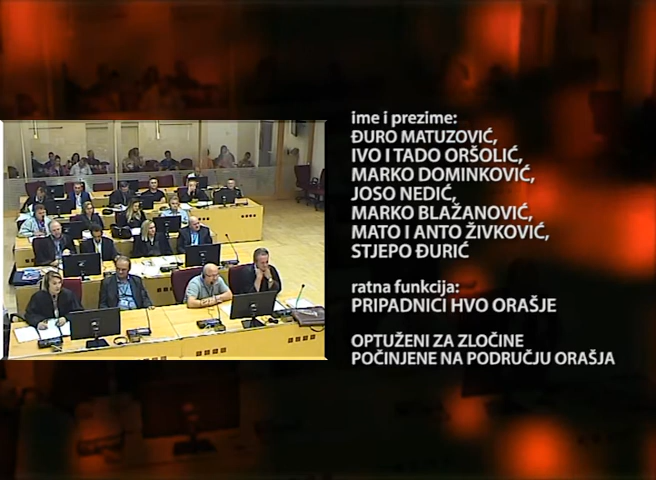 ime i prezime:
ĐURO MATUZOVIĆ,
IVO I TADO ORŠOLIĆ,
MARKO DOMINKOVIĆ,
JOSO NEDIĆ,
MARKO BLAŽANOVIĆ,
MATO I ANTO ŽIVKOVIĆ,
STJEPO ĐURIĆ
ratna funkcija:
PRIPADNICI HVO ORAŠJE
OPTUŽENI ZA ZLOČINE
POČINJENE NA PODRUČJU ORAŠJA